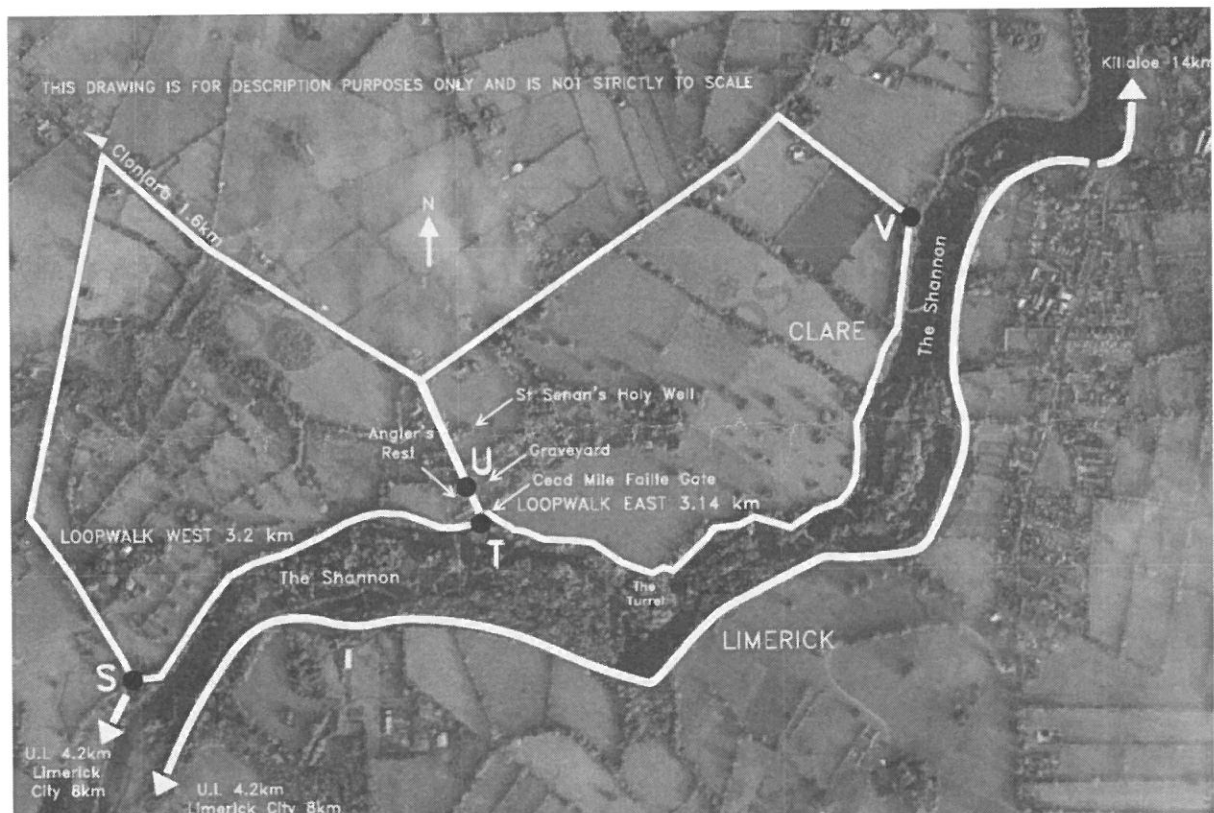 Killaloe 14km
THIS DRAWING IS FOR DESCRIPTION PURPOSES ONLY AND IS NOT STRICTLY TO SCALE
Clonlara 1.6km
N
V
The Shannon
CLARE
St Senan's Holy Well
Angler's
Rest
U
Graveyard
Cead Mile Failte Gate
LOOPWALK EAST 3.14 km
LOOPWALK WEST 3.2 km
T
The Shannon
The
Turret
LIMERICK
S
U.L 4.2km
Limerick
City 8km
U.L 4.2km
Limerick City 8km